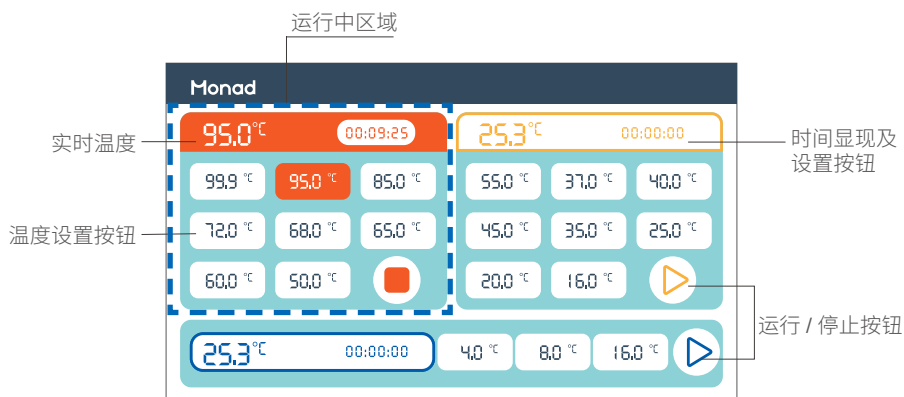 运行中区域
Monad
实时温度
95.0℃ 00:09:25
25.3℃ 00:00:00
时间显现及
设置按钮
99.9 ℃ 95.0 ℃ 85.0 ℃
55.0 ℃ 37.0 ℃ 40.0 ℃
温度设置按钮
72.0 ℃ 68.0 ℃ 65.0 ℃
45.0 ℃ 35.0 ℃ 25.0 ℃
60.0 ℃ 50.0 ℃
20.0 ℃ 16.0 ℃
运行 / 停止按钮
25.3℃ 00:00:00 4.0 ℃ 8.0 ℃ 16.0 ℃